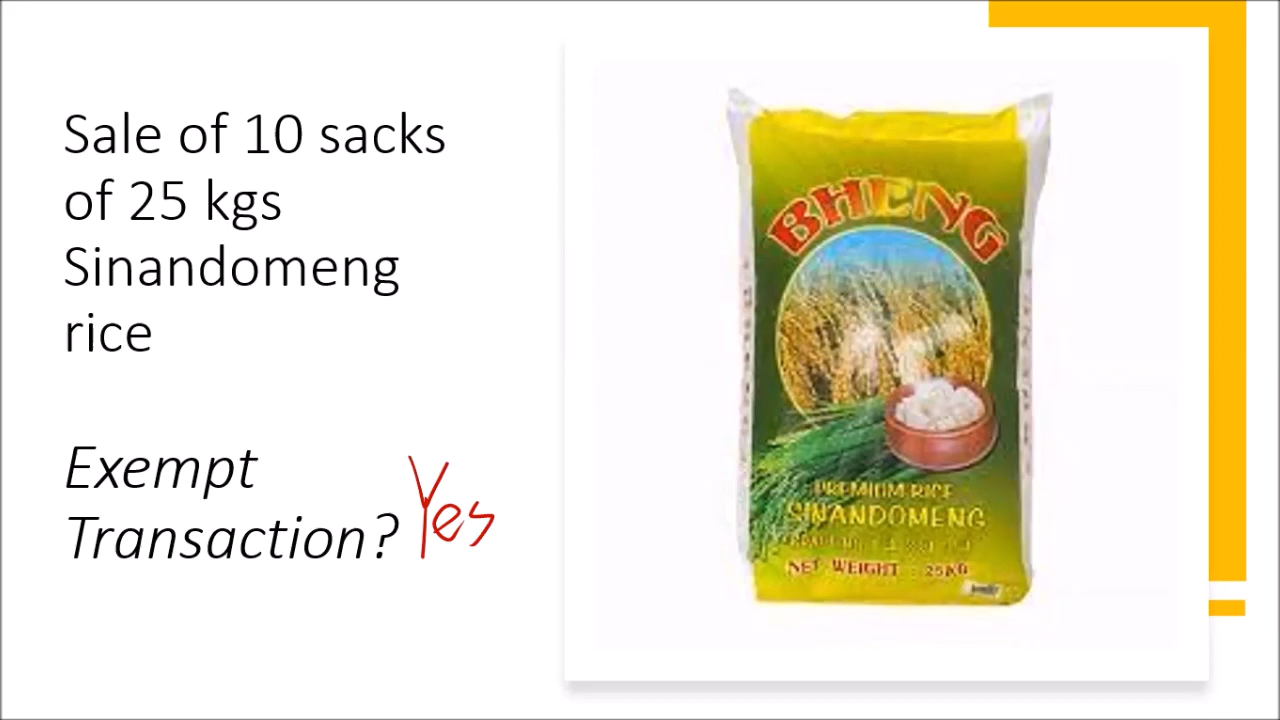 Sale of 10 sacks
of 25 kgs
Sinandomeng
rice
Exempt
Transaction? Yes
BHENG
PREMIUM RICE
SINANDOMENG
NET WEIGHT : 25KG